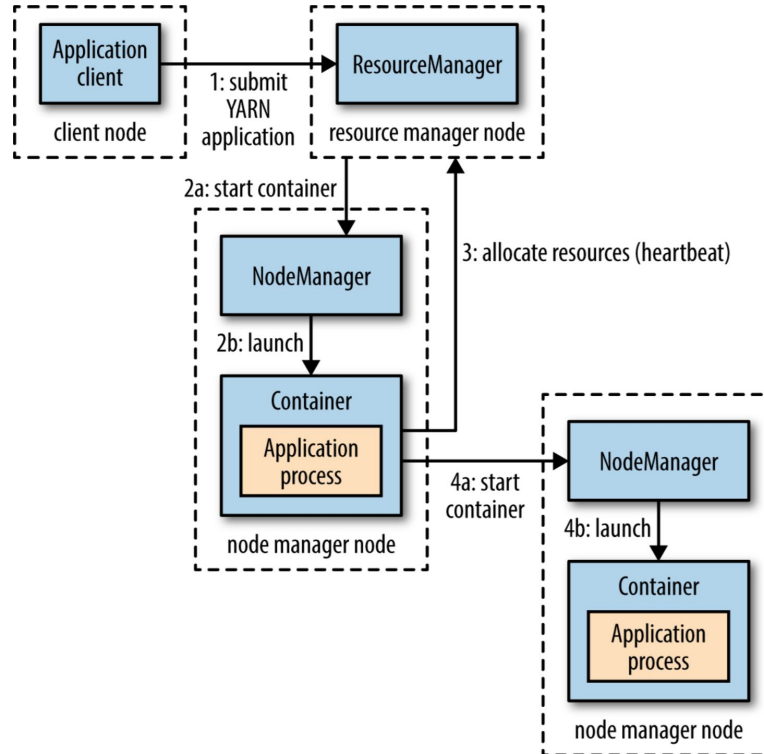 Application
client
client node
1: submit
YARN
application
ResourceManager
resource manager node
2a: start container
NodeManager
2b: launch
Container
Application
process
node manager node
3: allocate resources (heartbeat)
4a: start
container
NodeManager
4b: launch
Container
Application
process
node manager node